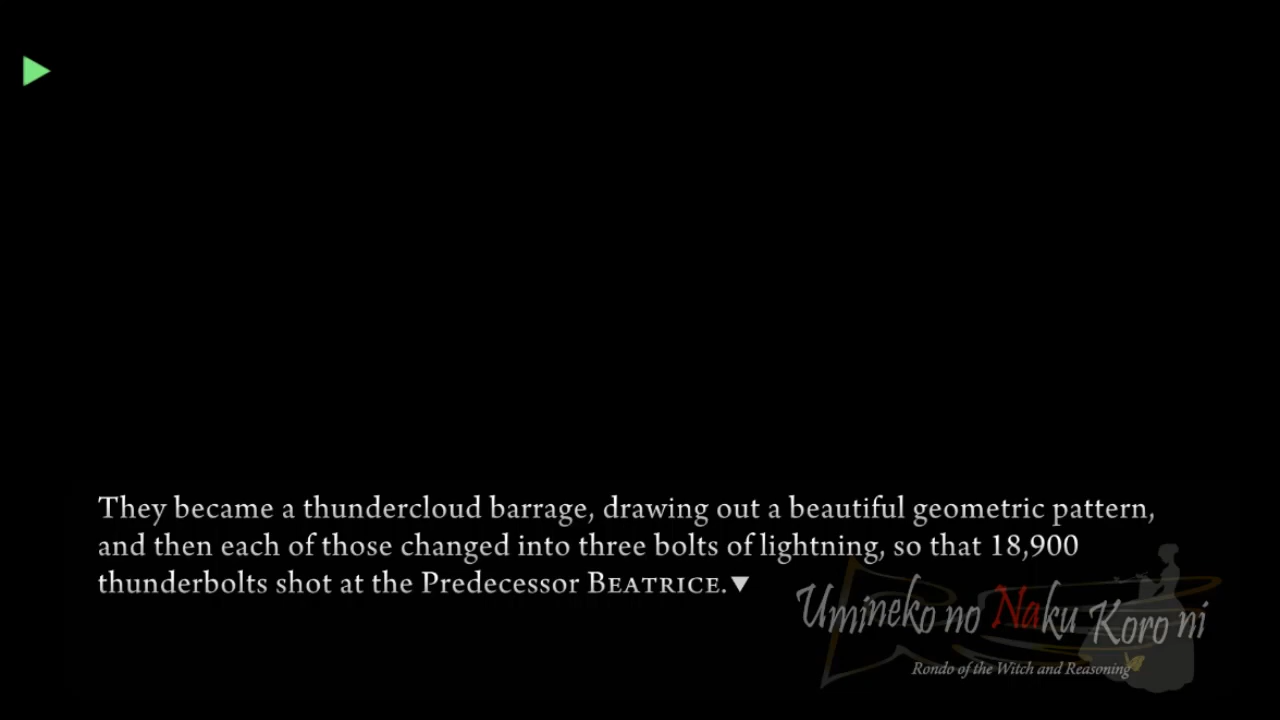 They became a thundercloud barrage, drawing out a beautiful geometric pattern,
and then each of those changed into three bolts of lightning, so that 18,900
thunderbolts shot at the Predecessor BEATRICE.
Umineko no Naku Koro ni
Rondo of the Witch and Reasoning